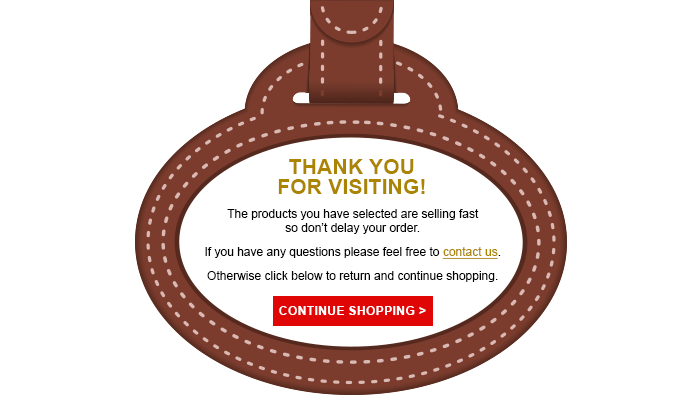 THANK YOU
FOR VISITING!
The products you have selected are selling fast
so don't delay your order.
If you have any questions please feel free to contact us.
Otherwise click below to return and continue shopping.
CONTINUE SHOPPING >